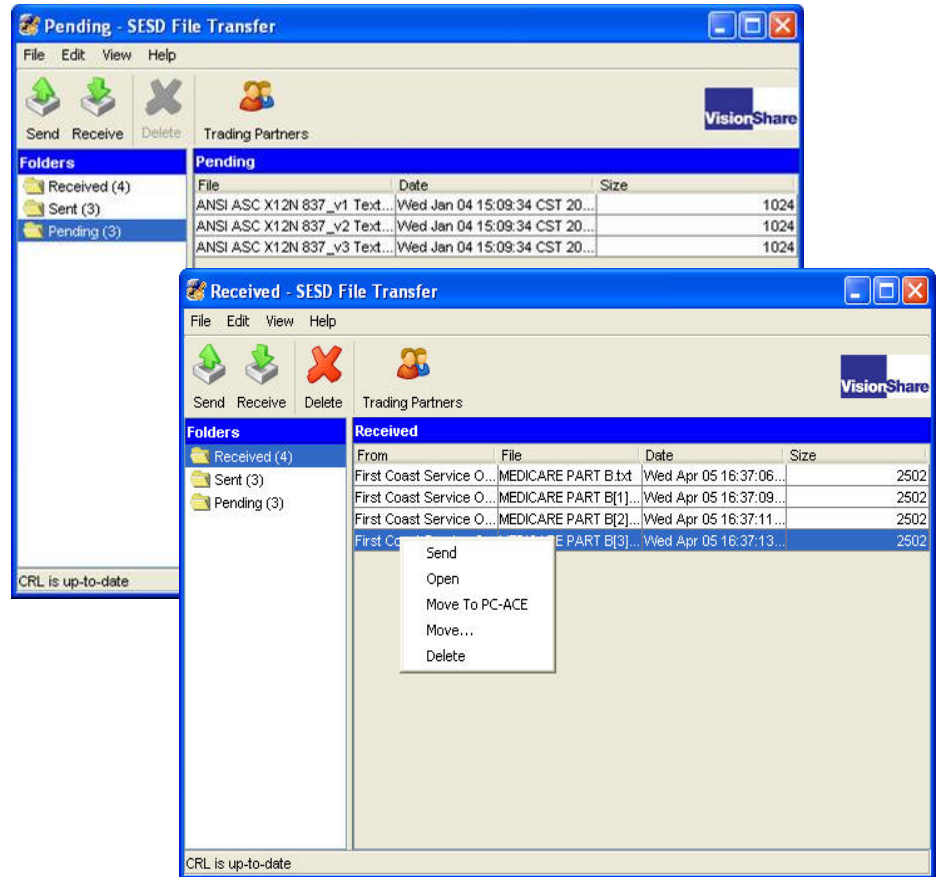 Pending - SESD File Transfer
File Edit View Help
Send Receive Delete Trading Partners
VisionShare
Folders
Received (4)
Sent (3)
Pending (3)
Pending
File Date Size
ANSI ASC X12N 837_v1 Text... Wed Jan 04 15:09:34 CST 20... 1024
ANSI ASC X12N 837_v2 Text... Wed Jan 04 15:09:34 CST 20... 1024
ANSI ASC X12N 837_v3 Text... Wed Jan 04 15:09:34 CST 20... 1024
CRL is up-to-date
Received - SESD File Transfer
File Edit View Help
Send Receive Delete Trading Partners
VisionShare
Folders
Received (4)
Sent (3)
Pending (3)
Received
From File Date Size
First Coast Service O... MEDICARE PART B.txt Wed Apr 05 16:37:06... 2502
First Coast Service O... MEDICARE PART B[1]... Wed Apr 05 16:37:09... 2502
First Coast Service O... MEDICARE PART B[2]... Wed Apr 05 16:37:11... 2502
First E PART B[3]... Wed Apr 05 16:37:13... 2502
Send
Open
Move To PC-ACE
Move...
Delete
CRL is up-to-date